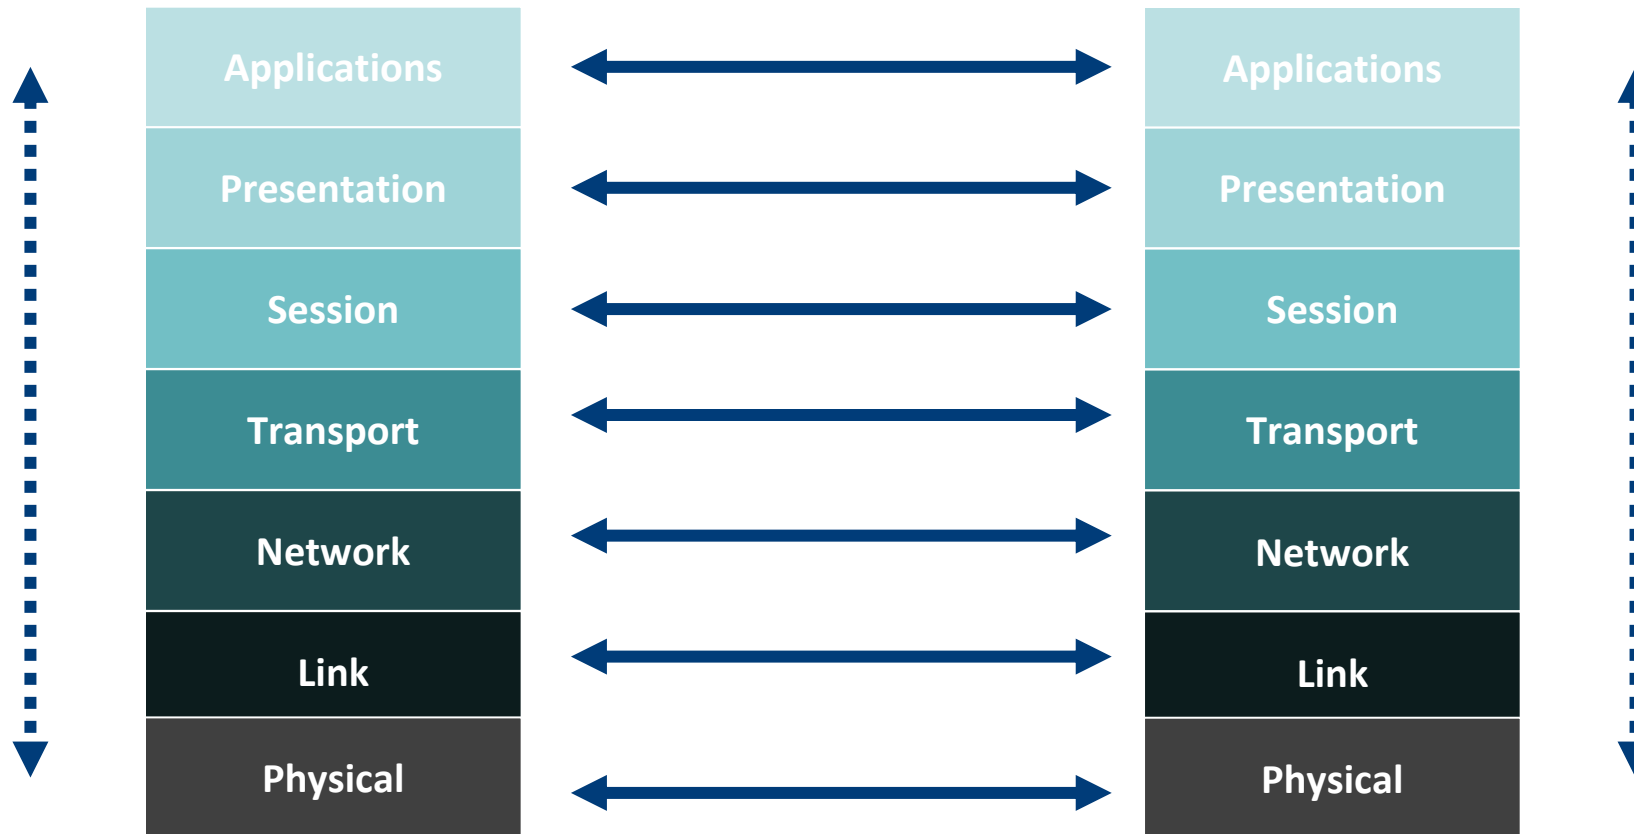 Applications
Applications
Presentation
Presentation
Session
Session
Transport
Transport
Network
Network
Link
Link
Physical
Physical